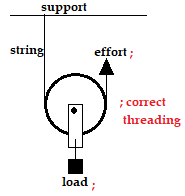 support
string
effort ;
; correct
threading
load ;